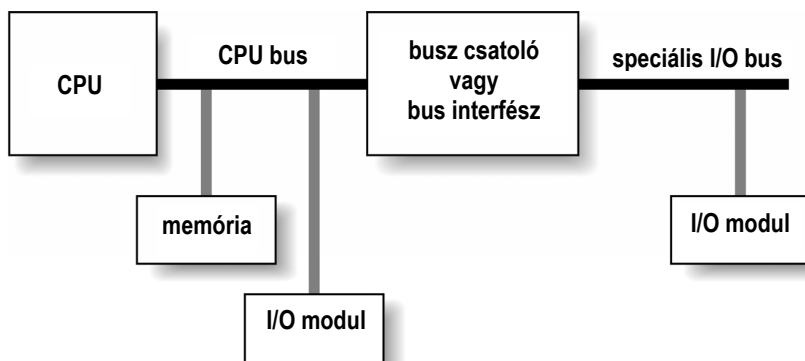 CPU
CPU bus
busz csatoló
vagy
bus interfész
speciális I/O bus
memória
I/O modul
I/O modul